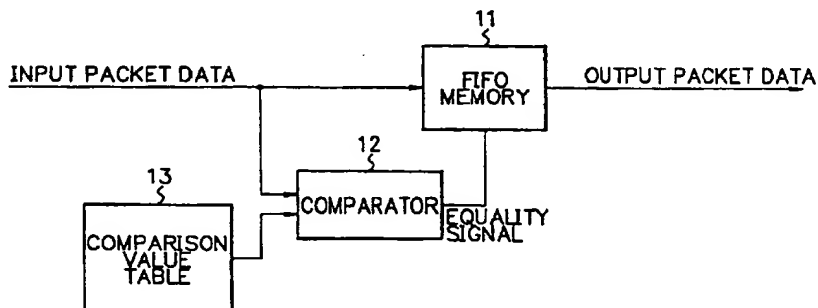 11
INPUT PACKET DATA
FIFO
MEMORY
OUTPUT PACKET DATA
12
13
COMPARATOR
EQUALITY
SIGNAL
COMPARISON
VALUE
TABLE